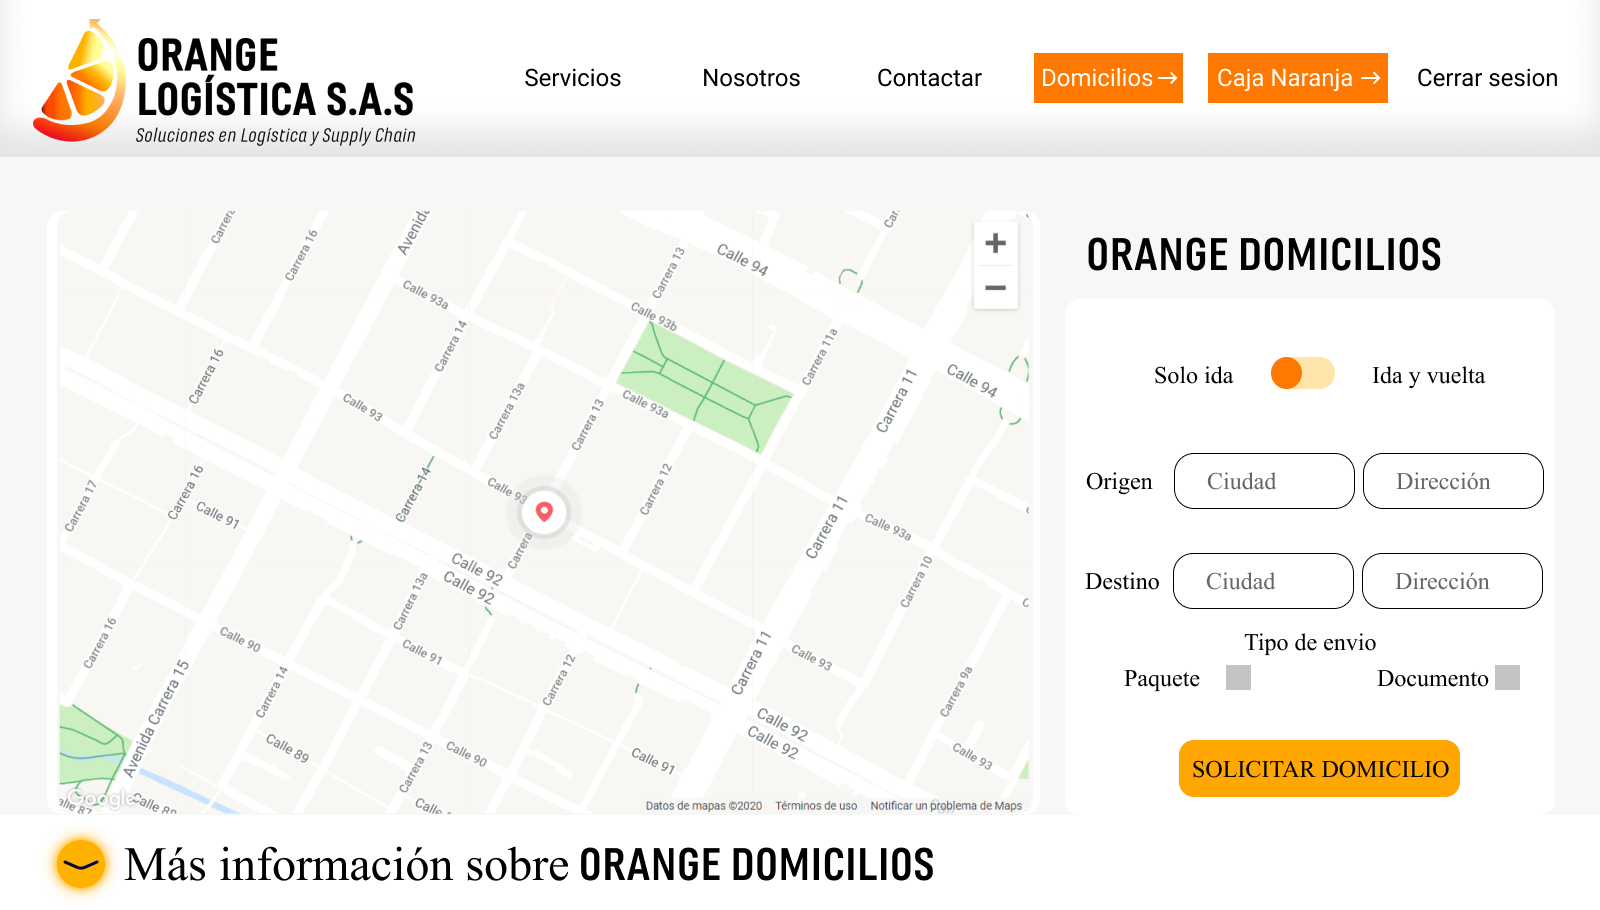 ORANGE
LOGÍSTICA S.A.S
Soluciones en Logística y Supply Chain
Servicios
Nosotros
Contactar
Domicilios →
Caja Naranja →
Cerrar sesion
Carrera
Carrera 16
Avenida
Calle 94
Carrera 13
Calle 93a
Calle 93b
Carrera 14
Carrera 11a
Calle 94
Carrera 16
Calle 93
Carrera 13a
Carrera 13
Calle 93a
Carrera 11
Carrera 17
Carrera 16
Calle 91
Carrera 14
Calle 93
Carrera 12
Carrera 11
Calle 93a
Carrera
Calle 92
Calle 92
Carrera 13a
Carrera 10
Carrera 16
Calle 90
Calle 91
Carrera 12
Carrera 11
Calle 93
Carrera 9a
Avenida Carrera 15
Carrera 14
Calle 89
Carrera 13
Calle 90
Calle 91
Calle 92
Calle 92
Calle 93
Google
Calle 89
Datos de mapas ©2020
Términos de uso
Notificar un problema de Maps
+
−
ORANGE DOMICILIOS
Solo ida
Ida y vuelta
Origen
Ciudad
Dirección
Destino
Ciudad
Dirección
Tipo de envio
Paquete
Documento
SOLICITAR DOMICILIO
Más información sobre ORANGE DOMICILIOS